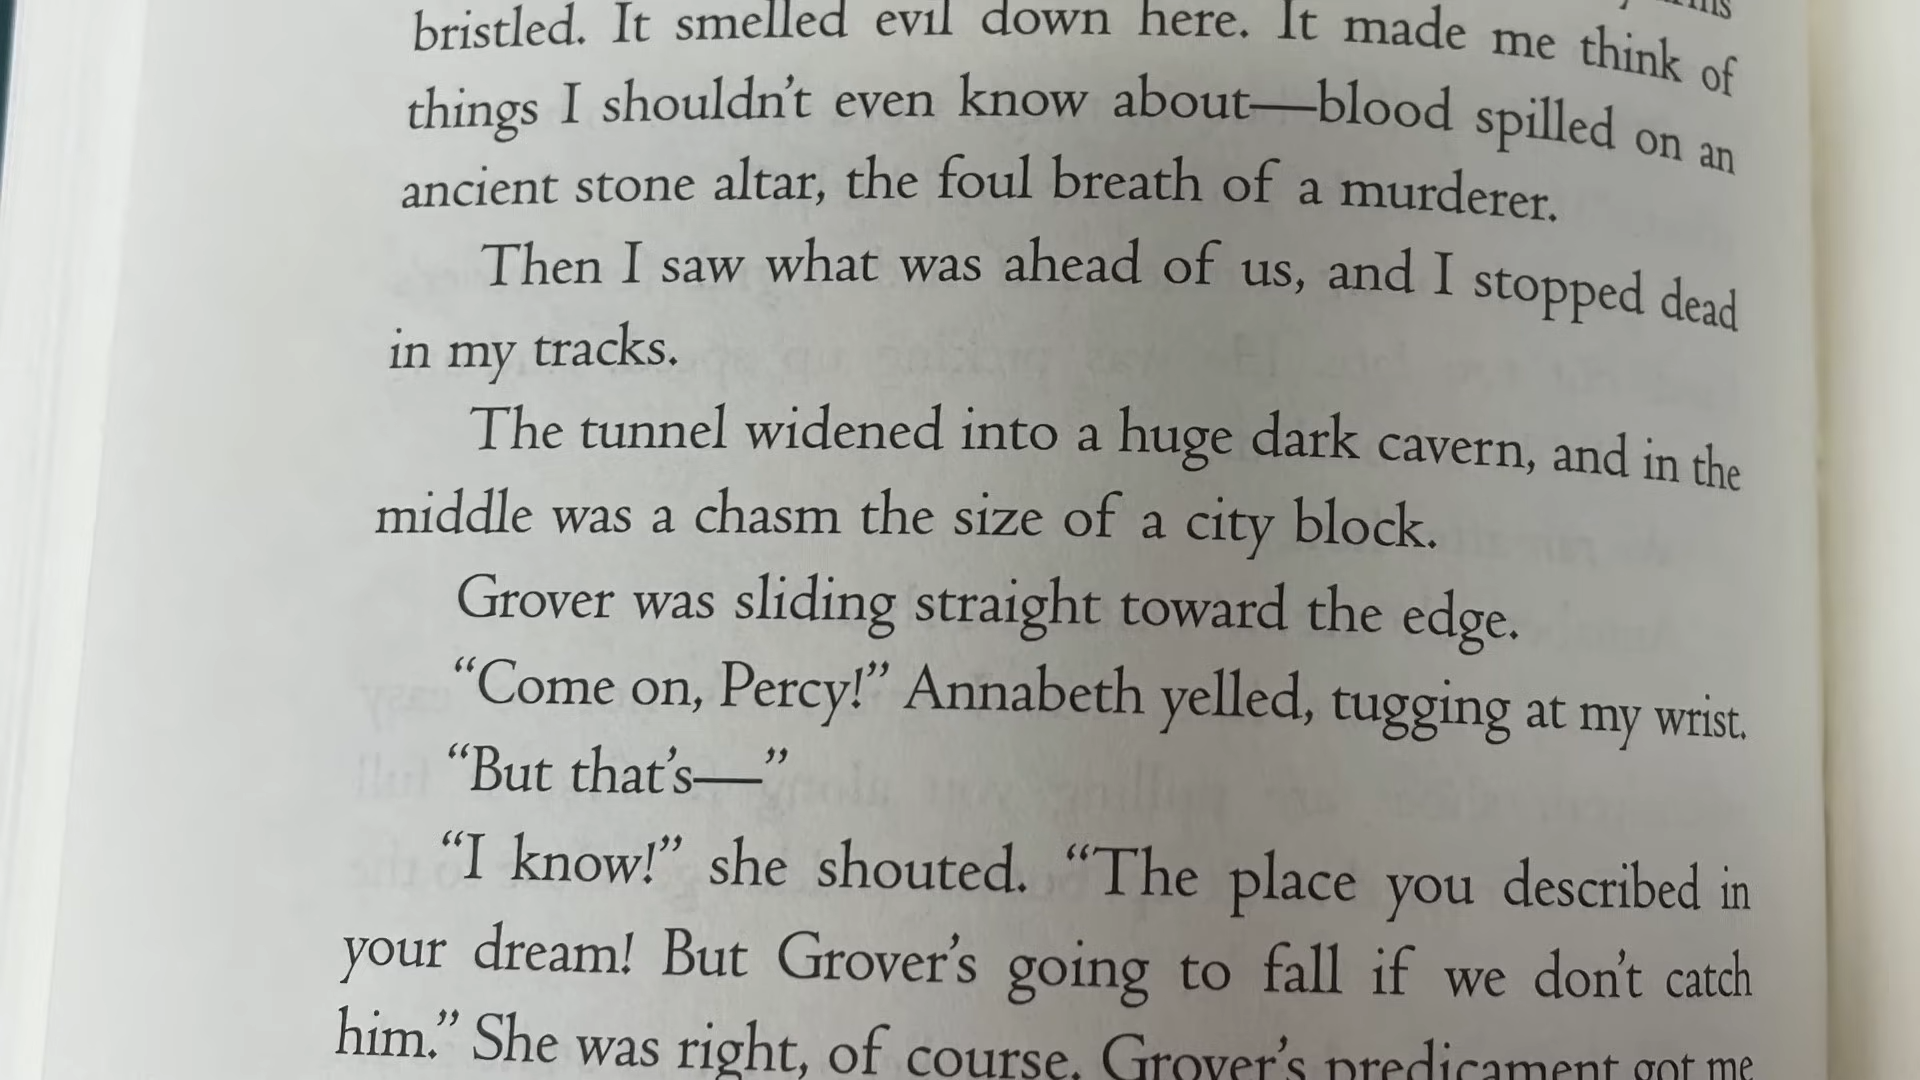 bristled. It smelled evil down here. It made me think of
things I shouldn't even know about—blood spilled on an
ancient stone altar, the foul breath of a murderer.
Then I saw what was ahead of us, and I stopped dead
in my tracks.
The tunnel widened into a huge dark cavern, and in the
middle was a chasm the size of a city block.
Grover was sliding straight toward the edge.
“Come on, Percy!” Annabeth yelled, tugging at my wrist.
“But that's—”
“I know!” she shouted. “The place you described in
your dream! But Grover's going to fall if we don't catch
him.” She was right, of course. Grover's predicament got me